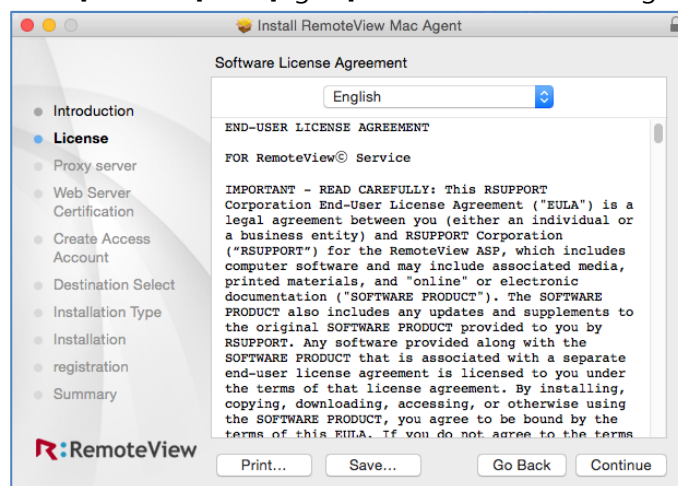 Install RemoteView Mac Agent
Software License Agreement
English
Introduction
License
Proxy server
Web Server
Certification
Create Access
Account
Destination Select
Installation Type
Installation
registration
Summary
END-USER LICENSE AGREEMENT
FOR RemoteView© Service
IMPORTANT - READ CAREFULLY: This RSUPPORT
Corporation End-User License Agreement ("EULA") is a
legal agreement between you (either an individual or
a business entity) and RSUPPORT Corporation
(“RSUPPORT”) for the RemoteView ASP, which includes
computer software and may include associated media,
printed materials, and "online" or electronic
documentation ("SOFTWARE PRODUCT"). The SOFTWARE
PRODUCT also includes any updates and supplements to
the original SOFTWARE PRODUCT provided to you by
RSUPPORT. Any software provided along with the
SOFTWARE PRODUCT that is associated with a separate
end-user license agreement is licensed to you under
the terms of that license agreement. By installing,
copying, downloading, accessing, or otherwise using
the SOFTWARE PRODUCT, you agree to be bound by the
terms of this EULA. If you do not agree to the terms
R:RemoteView
Print...
Save...
Go Back
Continue